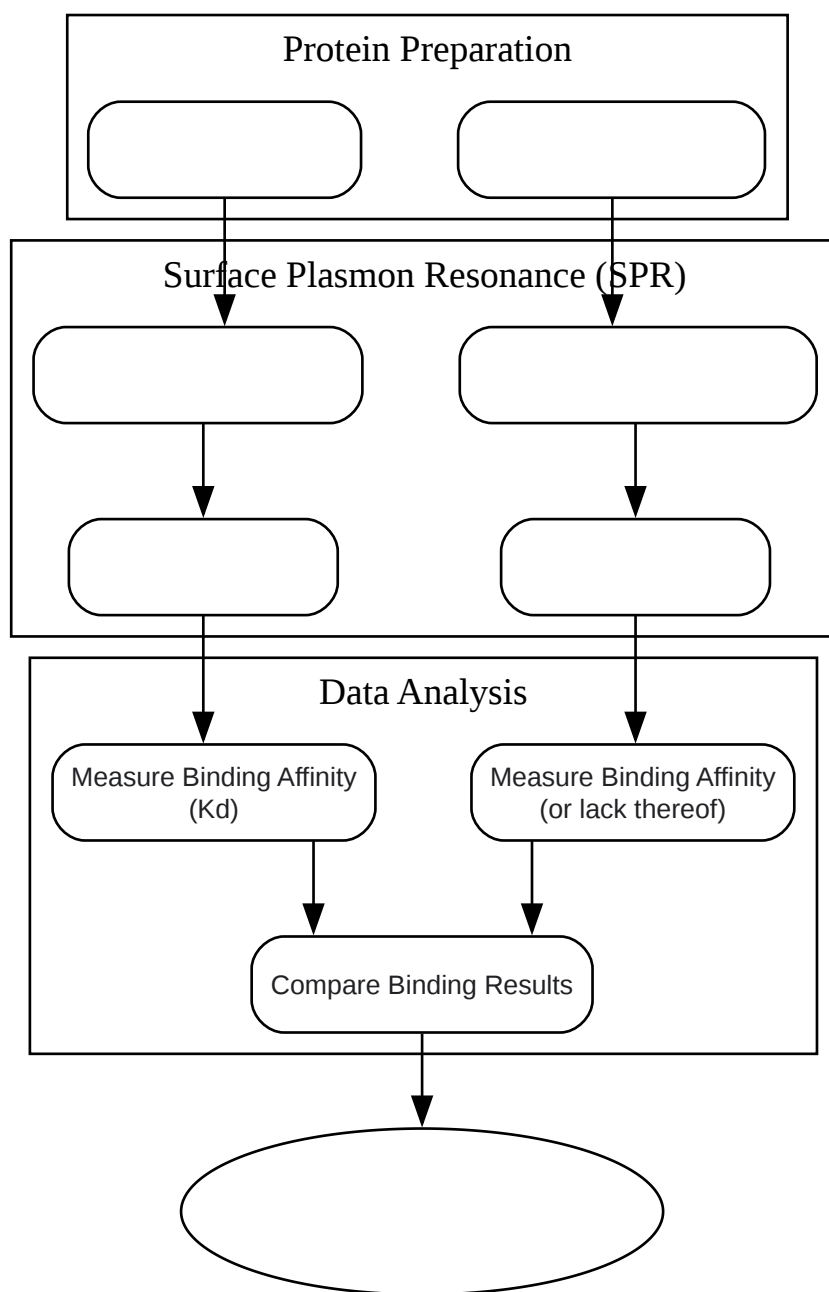 Protein Preparation
Surface Plasmon Resonance (SPR)
Data Analysis
Measure Binding Affinity
(Kd)
Measure Binding Affinity
(or lack thereof)
Compare Binding Results